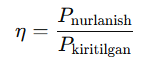 η = P_nurlanish / P_kiritilgan